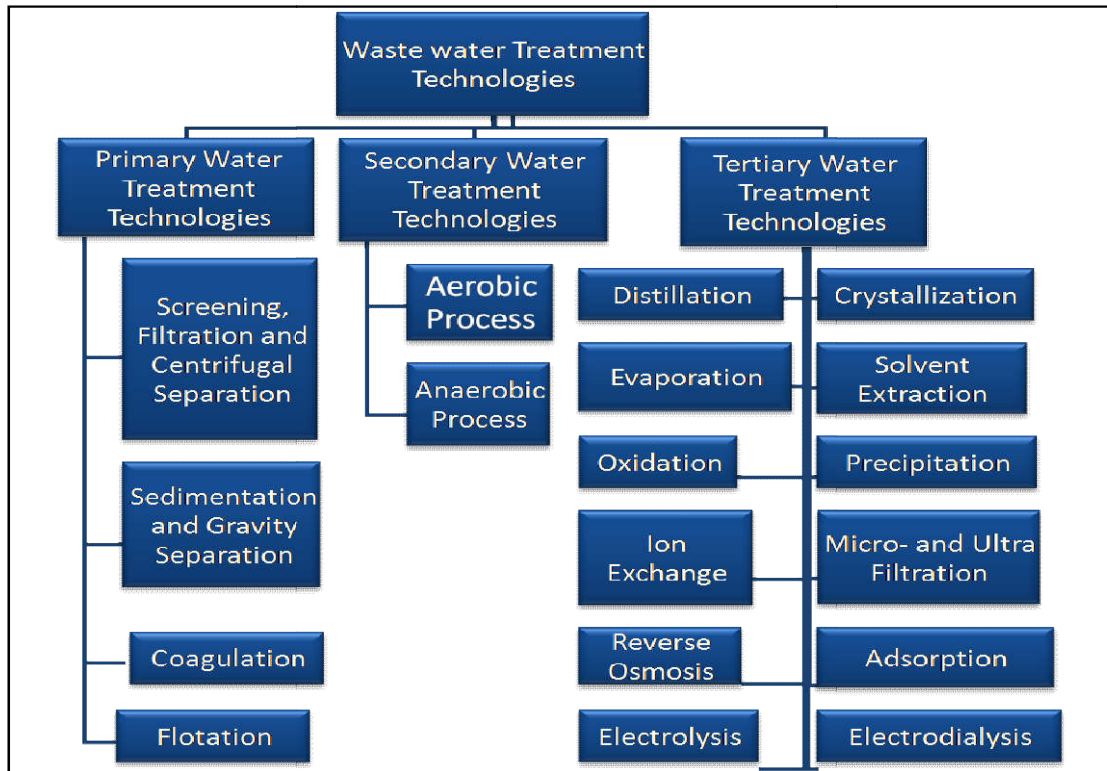 Waste water Treatment
Technologies
Primary Water
Treatment
Technologies
Secondary Water
Treatment
Technologies
Tertiary Water
Treatment
Technologies
Screening,
Filtration and
Centrifugal
Separation
Sedimentation
and Gravity
Separation
Coagulation
Flotation
Aerobic
Process
Anaerobic
Process
Distillation
Crystallization
Evaporation
Solvent
Extraction
Oxidation
Precipitation
Ion
Exchange
Micro- and Ultra
Filtration
Reverse
Osmosis
Adsorption
Electrolysis
Electrodialysis